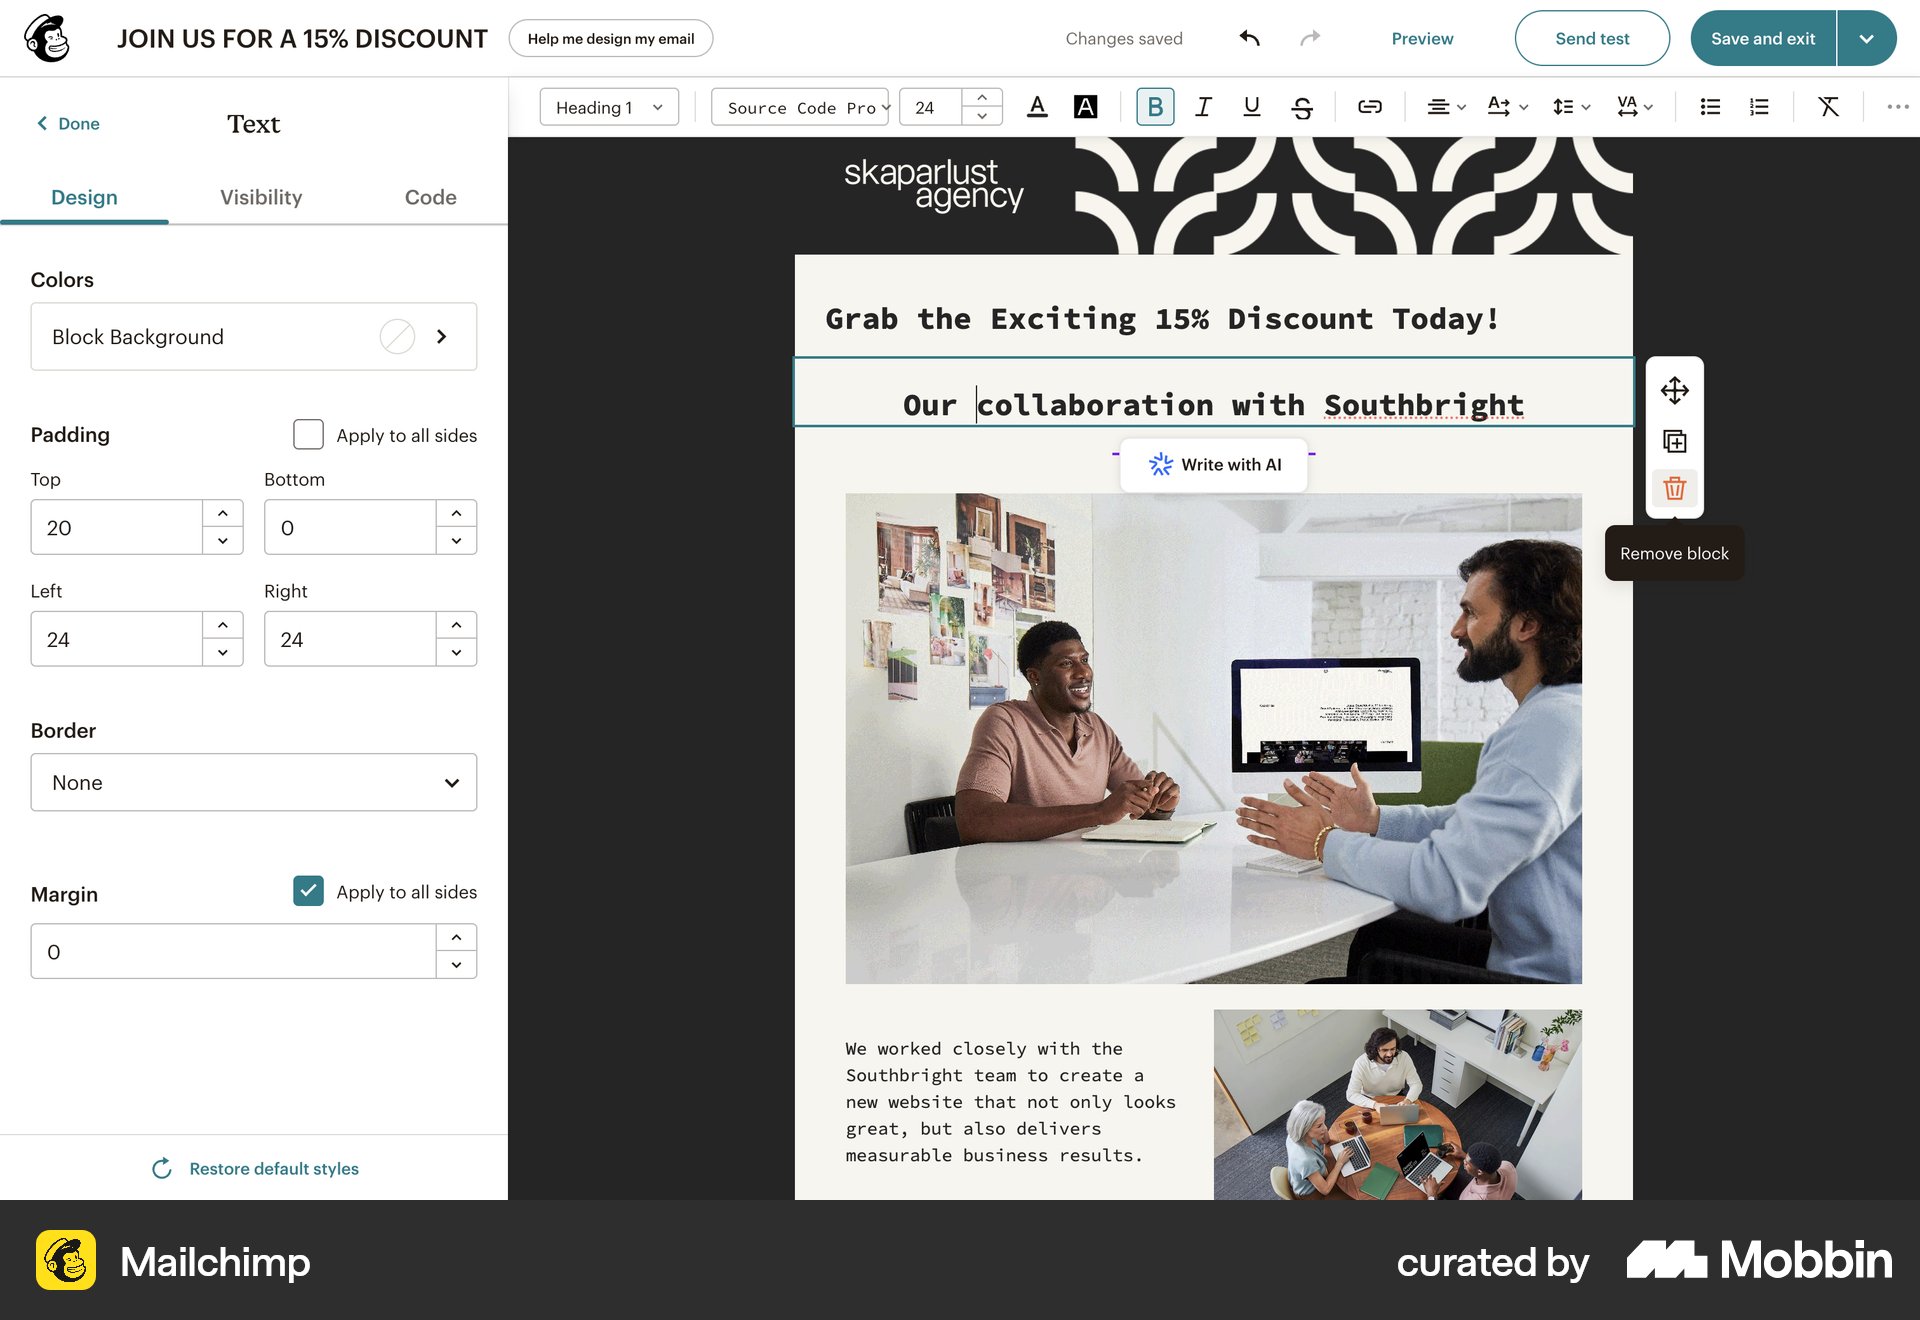 JOIN US FOR A 15% DISCOUNT
Help me design my email
Changes saved
Preview
Send test
Save and exit
Done
Text
Heading 1
Source Code Pro
24
A
A
B
I
U
S
A
VA
Design
Visibility
Code
skaparlust
agency
Colors
Block Background
Grab the Exciting 15% Discount Today!
Our collaboration with Southbright
Write with AI
Remove block
Padding
Apply to all sides
Top
Bottom
20
0
Left
Right
24
24
Border
None
Margin
Apply to all sides
0
We worked closely with the
Southbright team to create a
new website that not only looks
great, but also delivers
measurable business results.
Restore default styles
Mailchimp
curated by
Mobbin